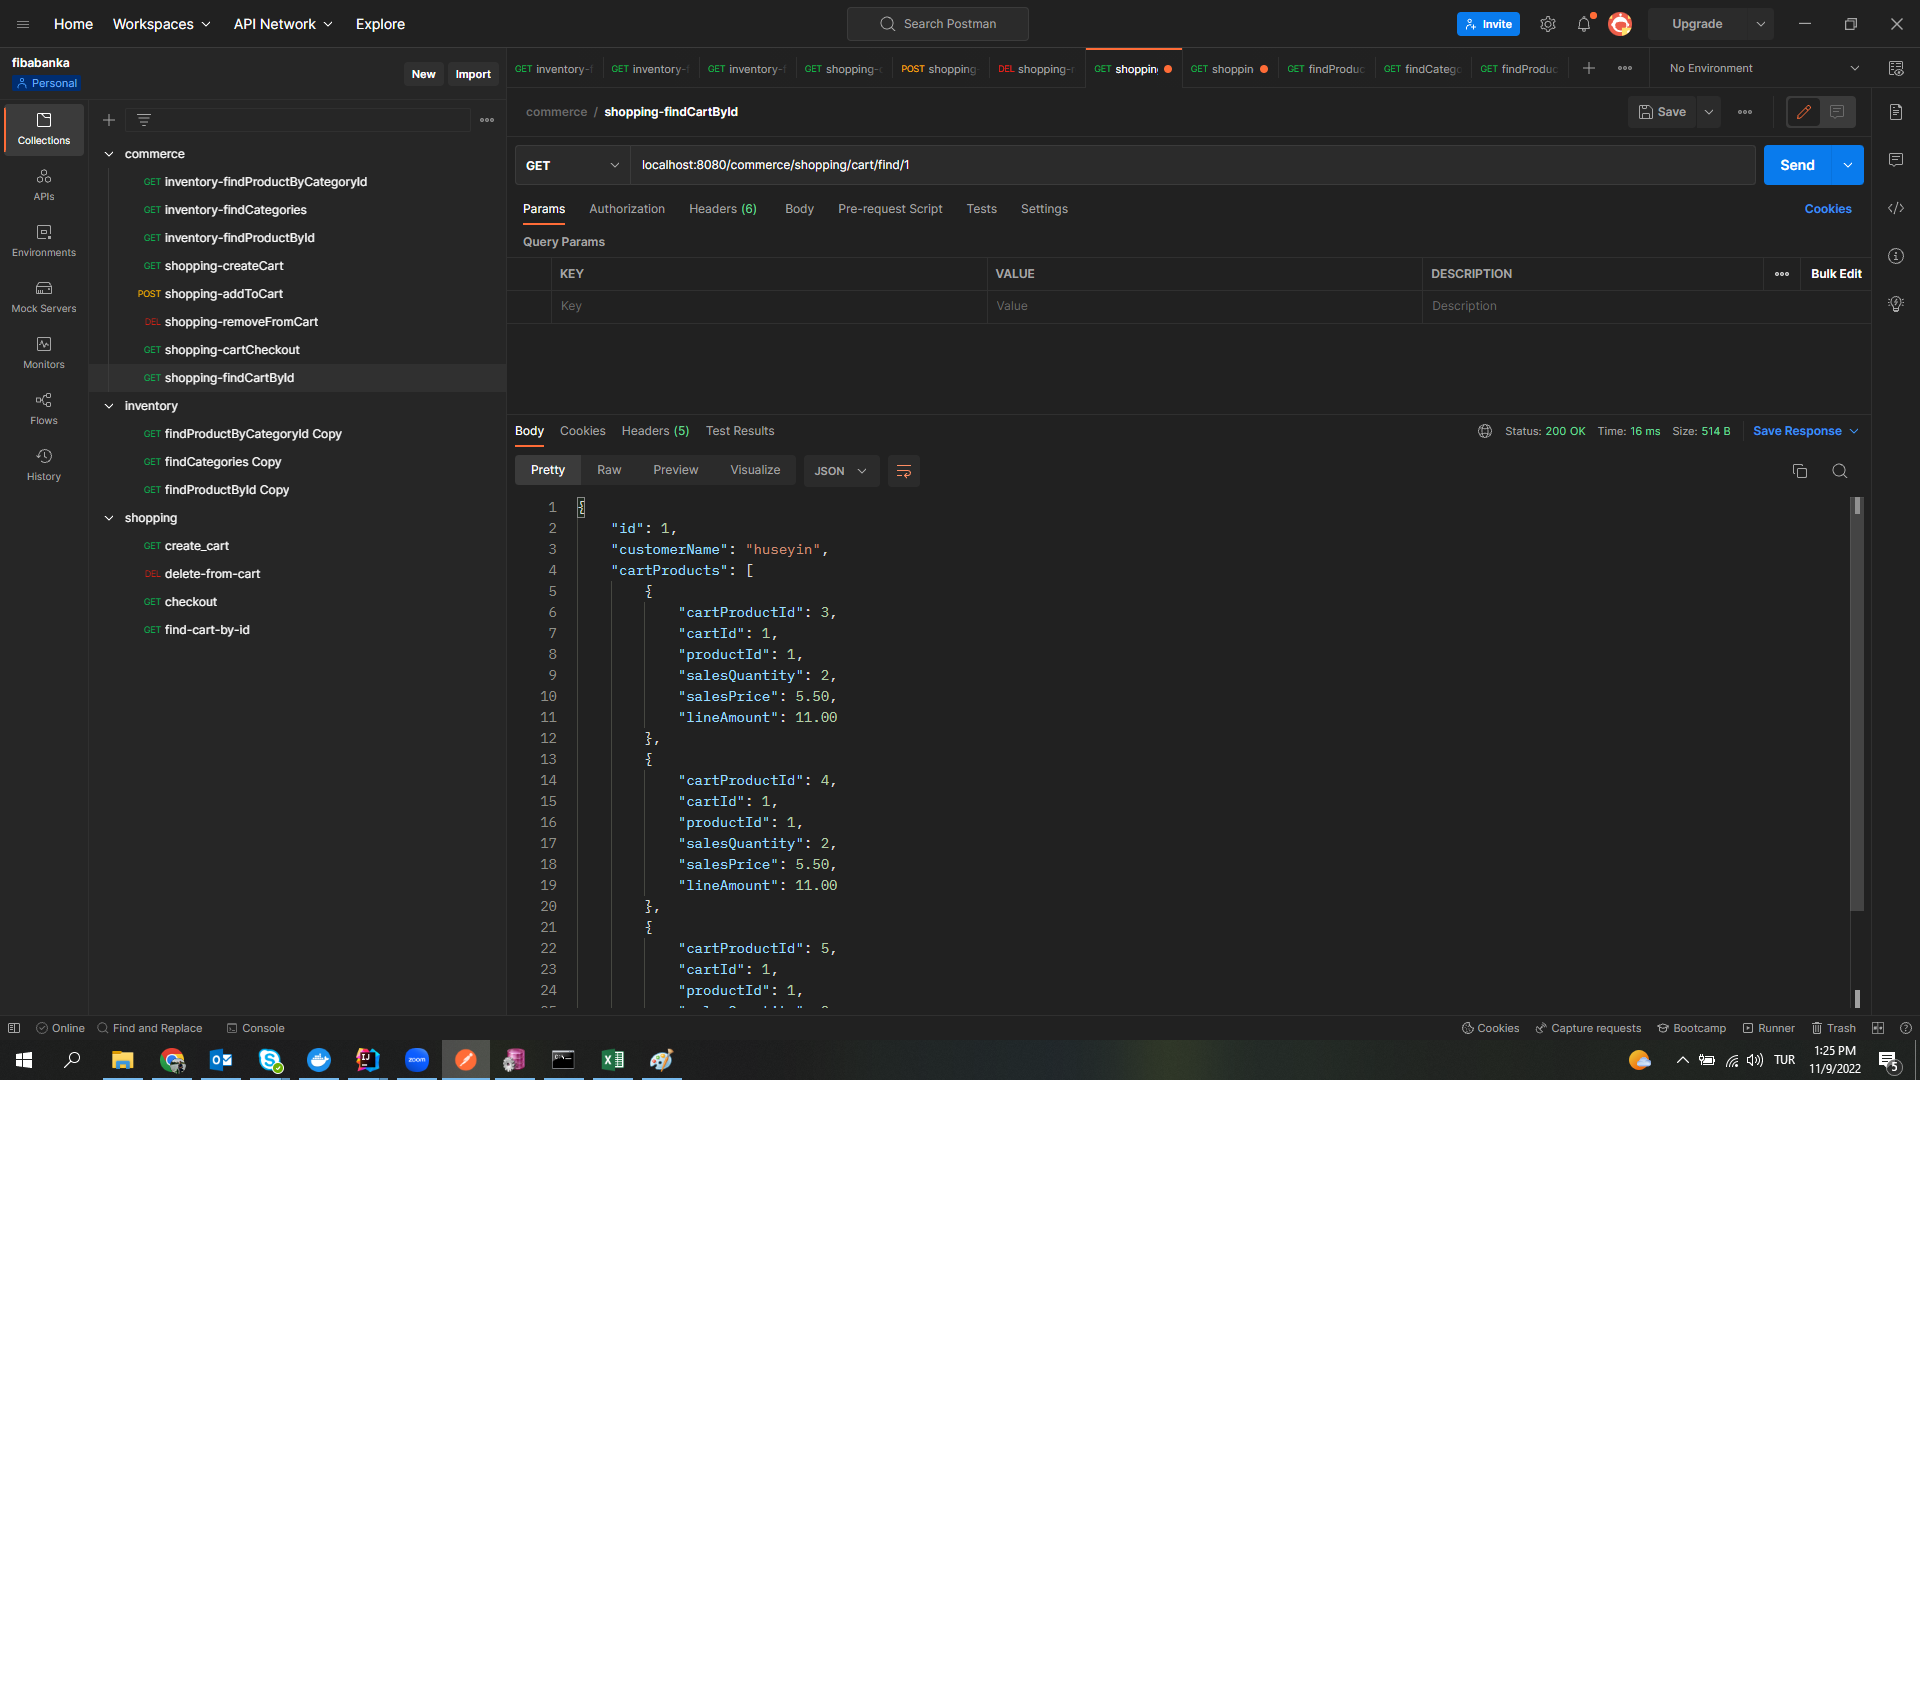 Home
Workspaces
API Network
Explore
Search Postman
Invite
Upgrade
fibabanka
Personal
New
Import
GET inventory-f
GET inventory-f
GET inventory-f
GET shopping-c
POST shopping
DEL shopping-r
GET shopping
GET shoppin
GET findProduc
GET findCatego
GET findProduc
No Environment
Collections
APIs
Environments
Mock Servers
Monitors
Flows
History
commerce
GET inventory-findProductByCategoryId
GET inventory-findCategories
GET inventory-findProductById
GET shopping-createCart
POST shopping-addToCart
DEL shopping-removeFromCart
GET shopping-cartCheckout
GET shopping-findCartById
inventory
GET findProductByCategoryId Copy
GET findCategories Copy
GET findProductById Copy
shopping
GET create_cart
DEL delete-from-cart
GET checkout
GET find-cart-by-id
commerce / shopping-findCartById
Save
GET
localhost:8080/commerce/shopping/cart/find/1
Send
Params
Authorization
Headers (6)
Body
Pre-request Script
Tests
Settings
Cookies
Query Params
KEY
VALUE
DESCRIPTION
Bulk Edit
Key
Value
Description
Body
Cookies
Headers (5)
Test Results
Status: 200 OK
Time: 16 ms
Size: 514 B
Save Response
Pretty
Raw
Preview
Visualize
JSON
1 {
2 "id": 1,
3 "customerName": "huseyin",
4 "cartProducts": [
5 {
6 "cartProductId": 3,
7 "cartId": 1,
8 "productId": 1,
9 "salesQuantity": 2,
10 "salesPrice": 5.50,
11 "lineAmount": 11.00
12 },
13 {
14 "cartProductId": 4,
15 "cartId": 1,
16 "productId": 1,
17 "salesQuantity": 2,
18 "salesPrice": 5.50,
19 "lineAmount": 11.00
20 },
21 {
22 "cartProductId": 5,
23 "cartId": 1,
24 "productId": 1,
Online
Find and Replace
Console
Cookies
Capture requests
Bootcamp
Runner
Trash
zoom
TUR
1:25 PM
11/9/2022
5